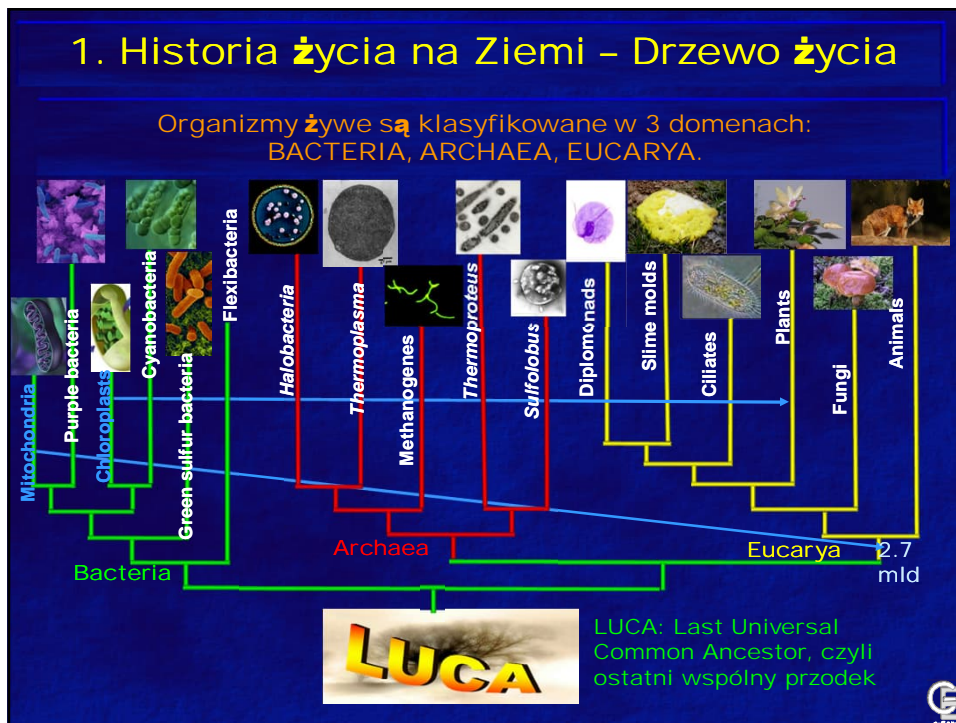 1. Historia życia na Ziemi – Drzewo życia
Organizmy żywe są klasyfikowane w 3 domenach:
BACTERIA, ARCHAEA, EUCARYA.
Mitochondria
Purple bacteria
Chloroplasts
Cyanobacteria
Green sulfur bacteria
Flexibacteria
Halobacteria
Thermoplasma
Methanogenes
Thermoproteus
Sulfolobus
Diplomonads
Slime molds
Ciliates
Plants
Fungi
Animals
Bacteria
Archaea
Eucarya
2.7
mld
LUCA
LUCA: Last Universal
Common Ancestor, czyli
ostatni wspólny przodek